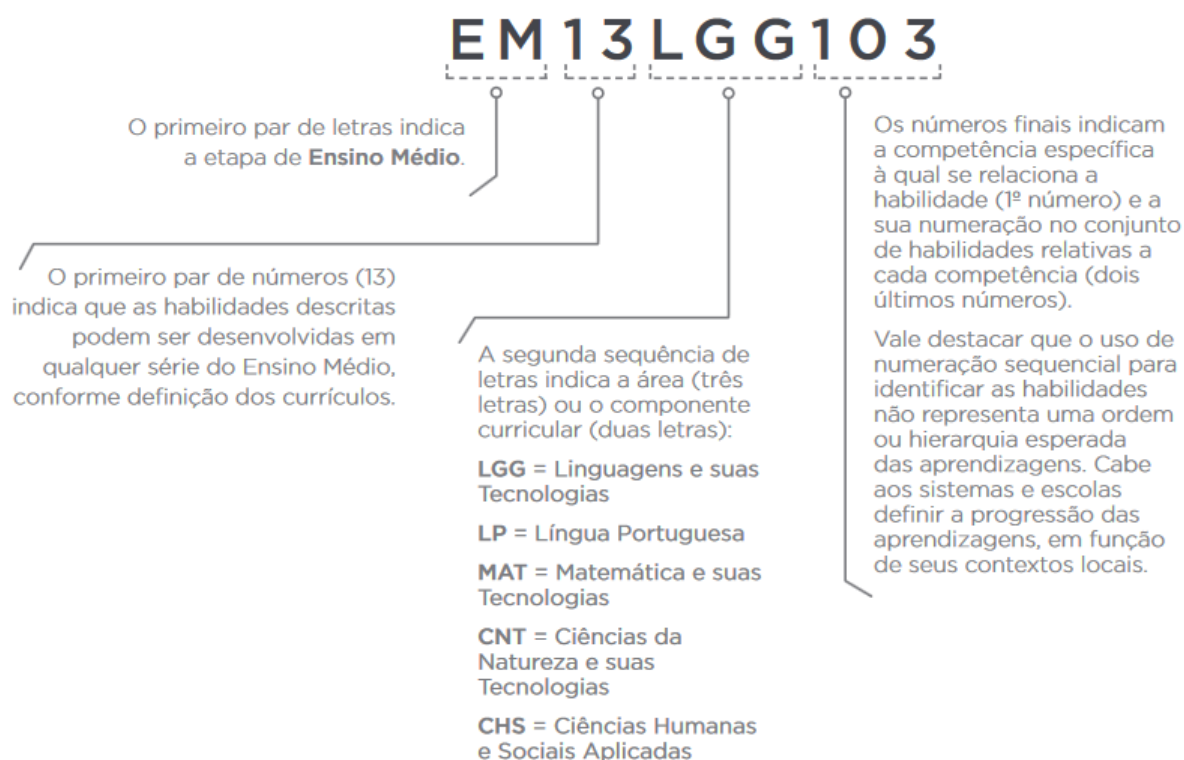 EM13LGG103
O primeiro par de letras indica
a etapa de Ensino Médio.
O primeiro par de números (13)
indica que as habilidades descritas
podem ser desenvolvidas em
qualquer série do Ensino Médio,
conforme definição dos currículos.
A segunda sequência de
letras indica a área (três
letras) ou o componente
curricular (duas letras):
LGG = Linguagens e suas
Tecnologias
LP = Língua Portuguesa
MAT = Matemática e suas
Tecnologias
CNT = Ciências da
Natureza e suas
Tecnologias
CHS = Ciências Humanas
e Sociais Aplicadas
Os números finais indicam
a competência específica
à qual se relaciona a
habilidade (1º número) e a
sua numeração no conjunto
de habilidades relativas a
cada competência (dois
últimos números).
Vale destacar que o uso de
numeração sequencial para
identificar as habilidades
não representa uma ordem
ou hierarquia esperada
das aprendizagens. Cabe
aos sistemas e escolas
definir a progressão das
aprendizagens, em função
de seus contextos locais.